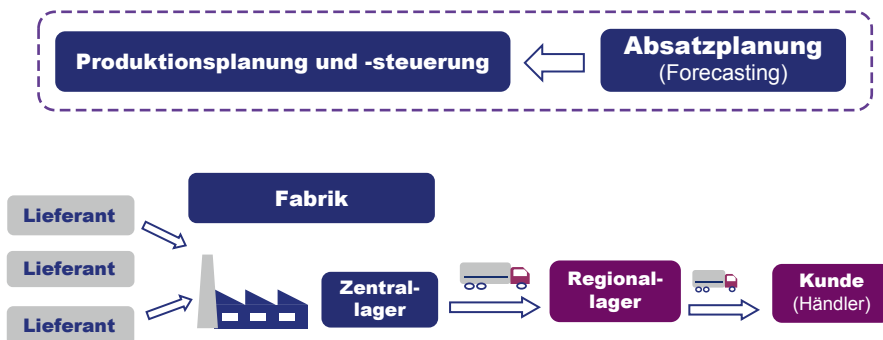 Produktionsplanung und -steuerung
Absatzplanung
(Forecasting)
Fabrik
Lieferant
Lieferant
Lieferant
Zentral-
lager
Regional-
lager
Kunde
(Händler)